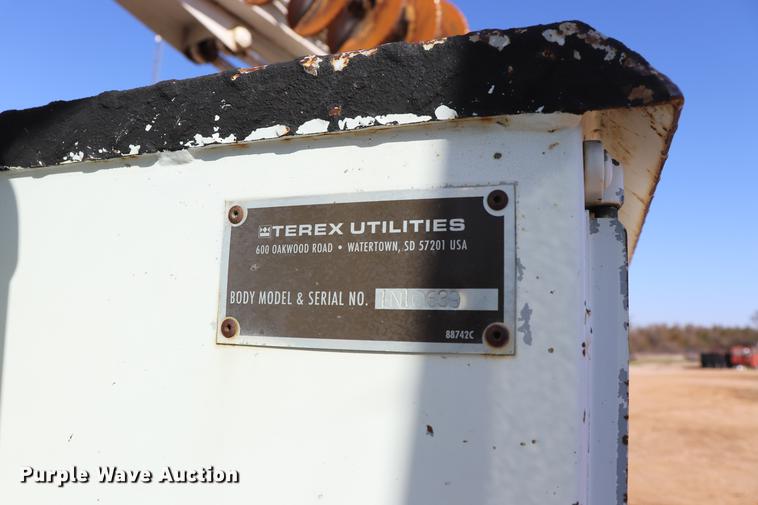 TEREX UTILITIES
600 OAKWOOD ROAD • WATERTOWN, SD 57201 USA
BODY MODEL & SERIAL NO.
88742C
Purple Wave Auction